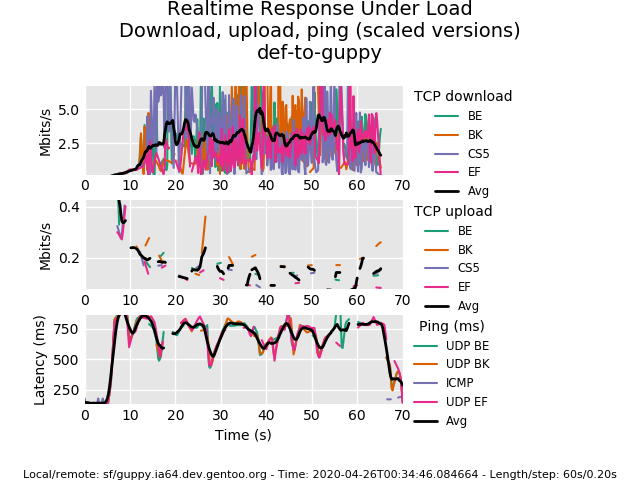 Realtime Response Under Load
Download, upload, ping (scaled versions)
def-to-guppy
Mbits/s
5.0
2.5
0 10 20 30 40 50 60 70
TCP download
BE
BK
CS5
EF
Avg
Mbits/s
0.4
0.2
0 10 20 30 40 50 60 70
TCP upload
BE
BK
CS5
EF
Avg
Latency (ms)
750
500
250
0 10 20 30 40 50 60 70
Time (s)
Ping (ms)
UDP BE
UDP BK
ICMP
UDP EF
Avg
Local/remote: sf/guppy.ia64.dev.gentoo.org - Time: 2020-04-26T00:34:46.084664 - Length/step: 60s/0.20s